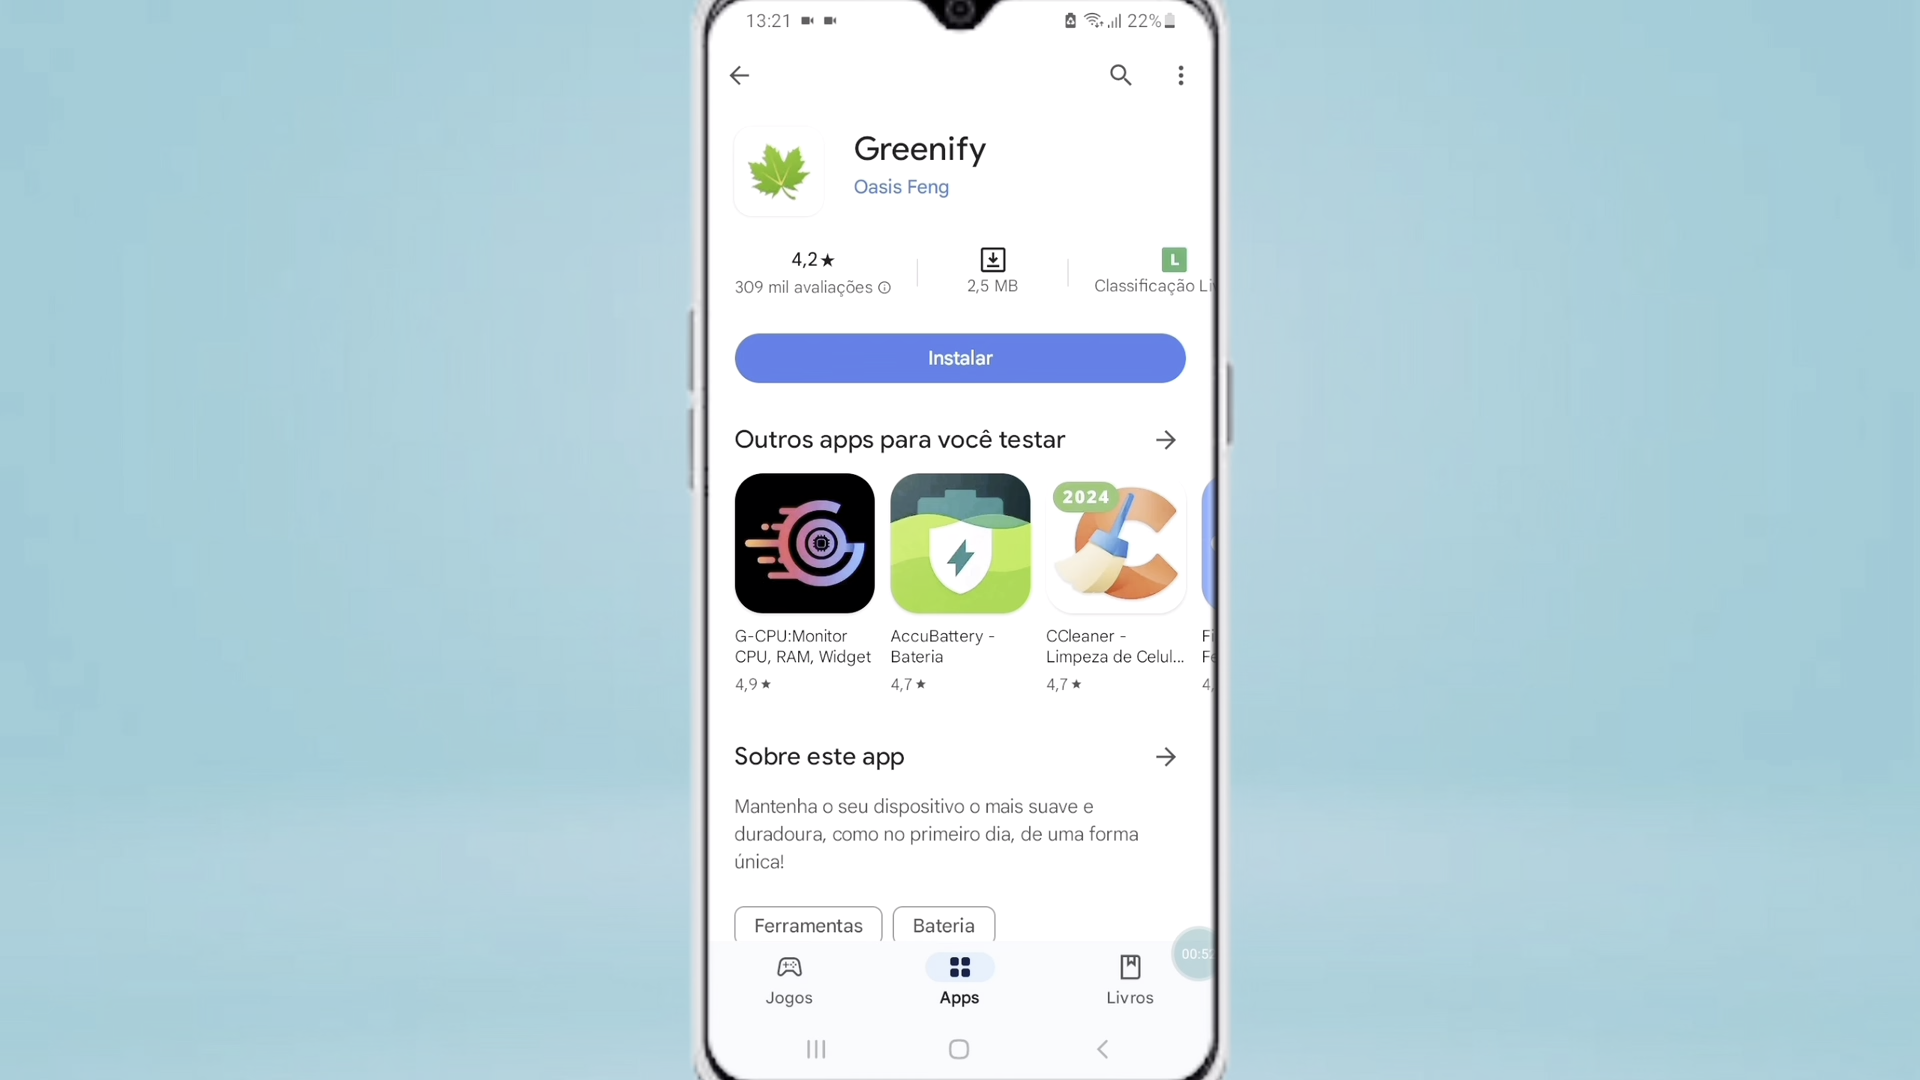 13:21
22%
Greenify
Oasis Feng
4,2★
309 mil avaliações
2,5 MB
L
Classificação Li
Instalar
Outros apps para você testar
2024
G-CPU:Monitor
CPU, RAM, Widget
4,9★
AccuBattery -
Bateria
4,7★
CCleaner -
Limpeza de Celul...
4,7★
Sobre este app
Mantenha o seu dispositivo o mais suave e
duradoura, como no primeiro dia, de uma forma
única!
Ferramentas
Bateria
00:52
Jogos
Apps
Livros